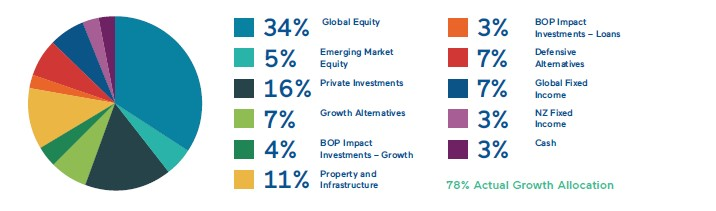 34% Global Equity
5% Emerging Market
Equity
16% Private Investments
7% Growth Alternatives
4% BOP Impact
Investments – Growth
11% Property and
Infrastructure
3% BOP Impact
Investments – Loans
7% Defensive
Alternatives
7% Global Fixed
Income
3% NZ Fixed
Income
3% Cash
78% Actual Growth Allocation